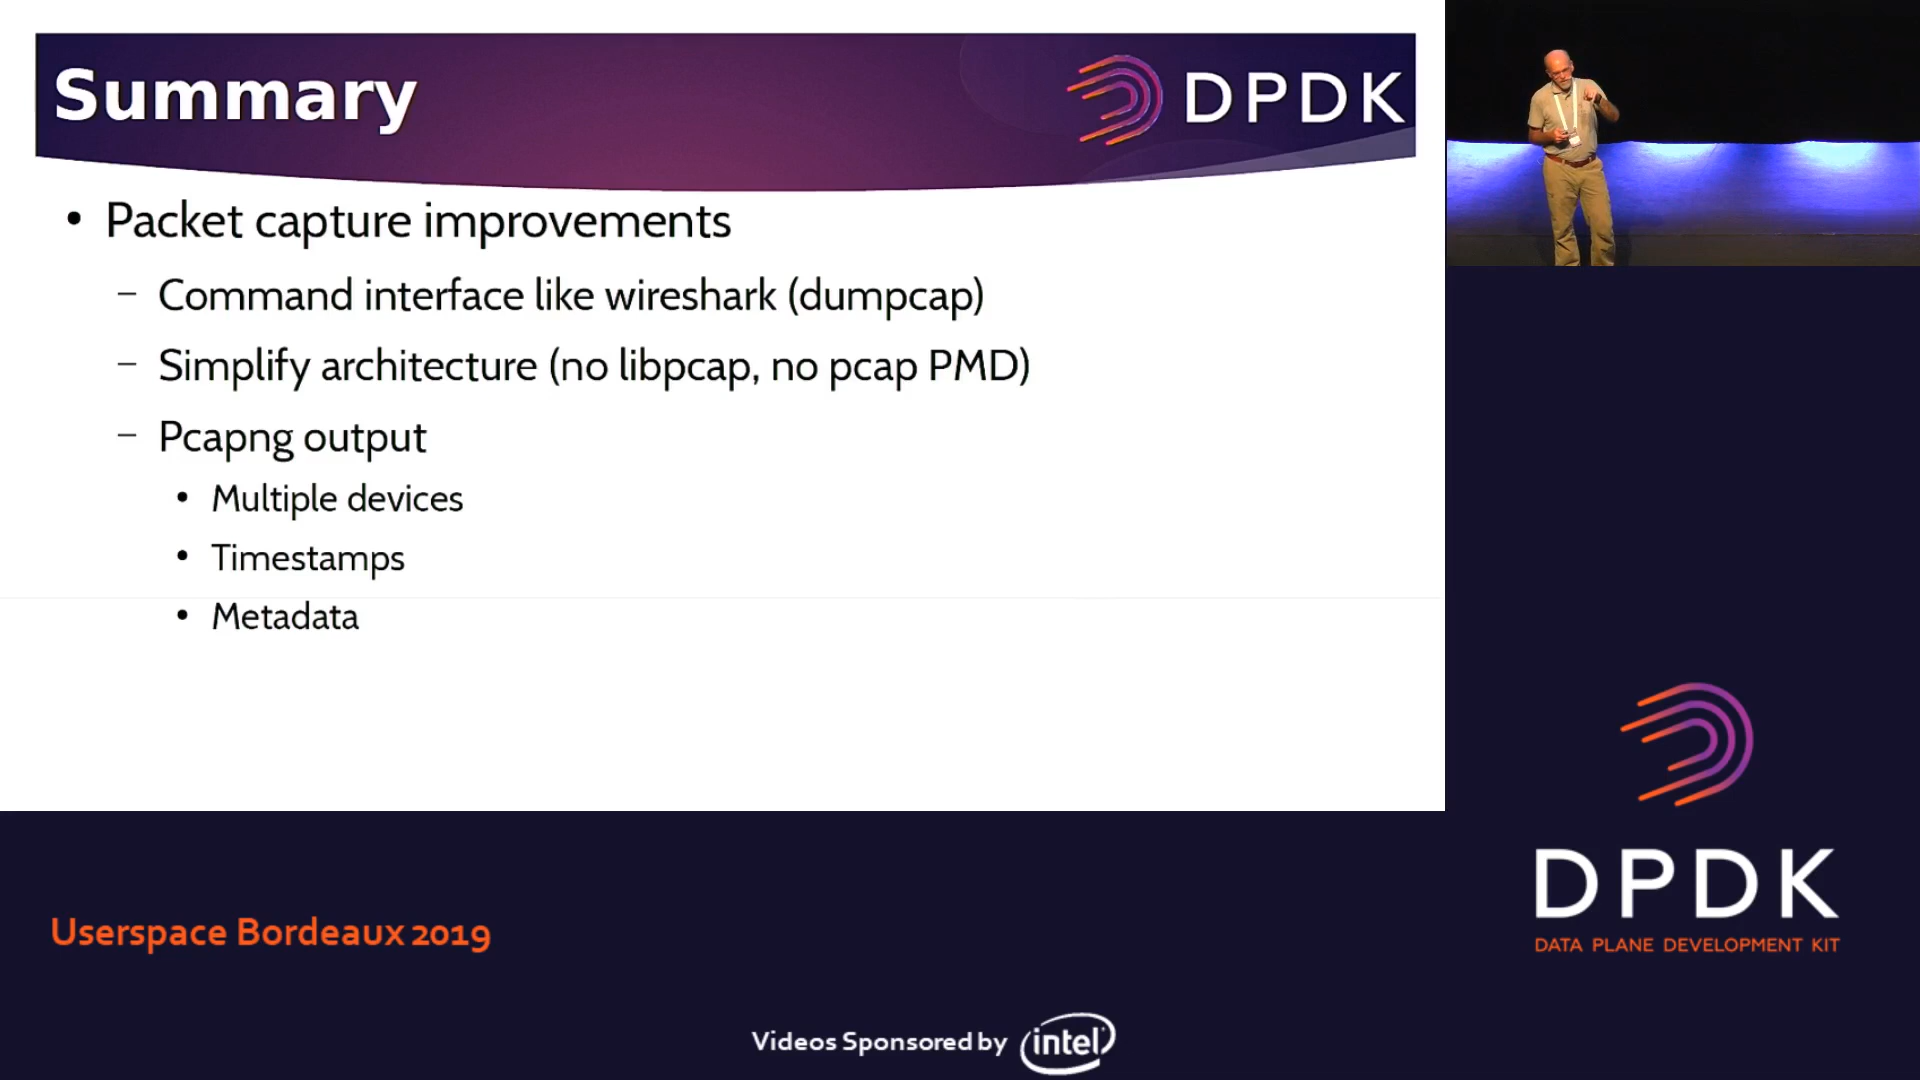 Summary
DPDK
• Packet capture improvements
– Command interface like wireshark (dumpcap)
– Simplify architecture (no libpcap, no pcap PMD)
– Pcapng output
• Multiple devices
• Timestamps
• Metadata
DPDK
DATA PLANE DEVELOPMENT KIT
Userspace Bordeaux 2019
Videos Sponsored by intel